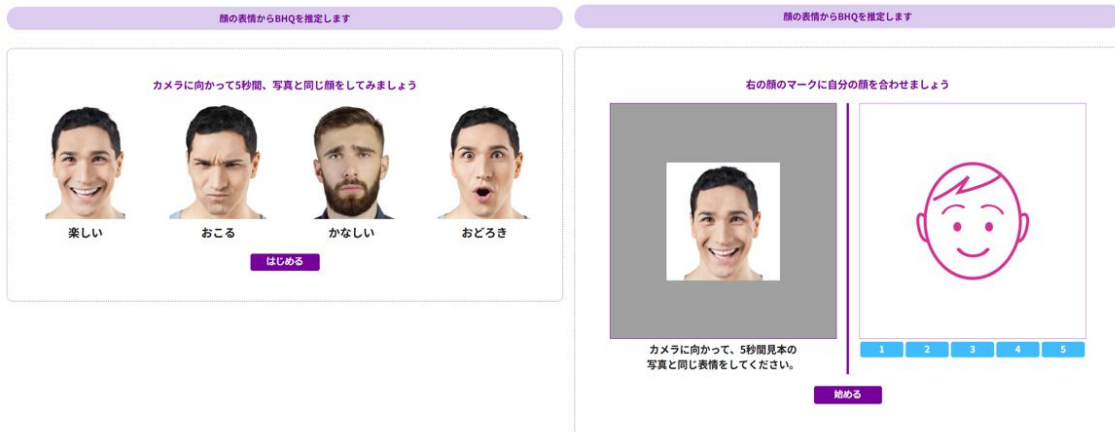 顔の表情からBHQを推定します
カメラに向かって5秒間、写真と同じ顔をしてみましょう
楽しい
おこる
かなしい
おどろき
はじめる
顔の表情からBHQを推定します
右の顔のマークに自分の顔を合わせましょう
カメラに向かって、5秒間見本の
写真と同じ表情をしてください。
1 2 3 4 5
始める